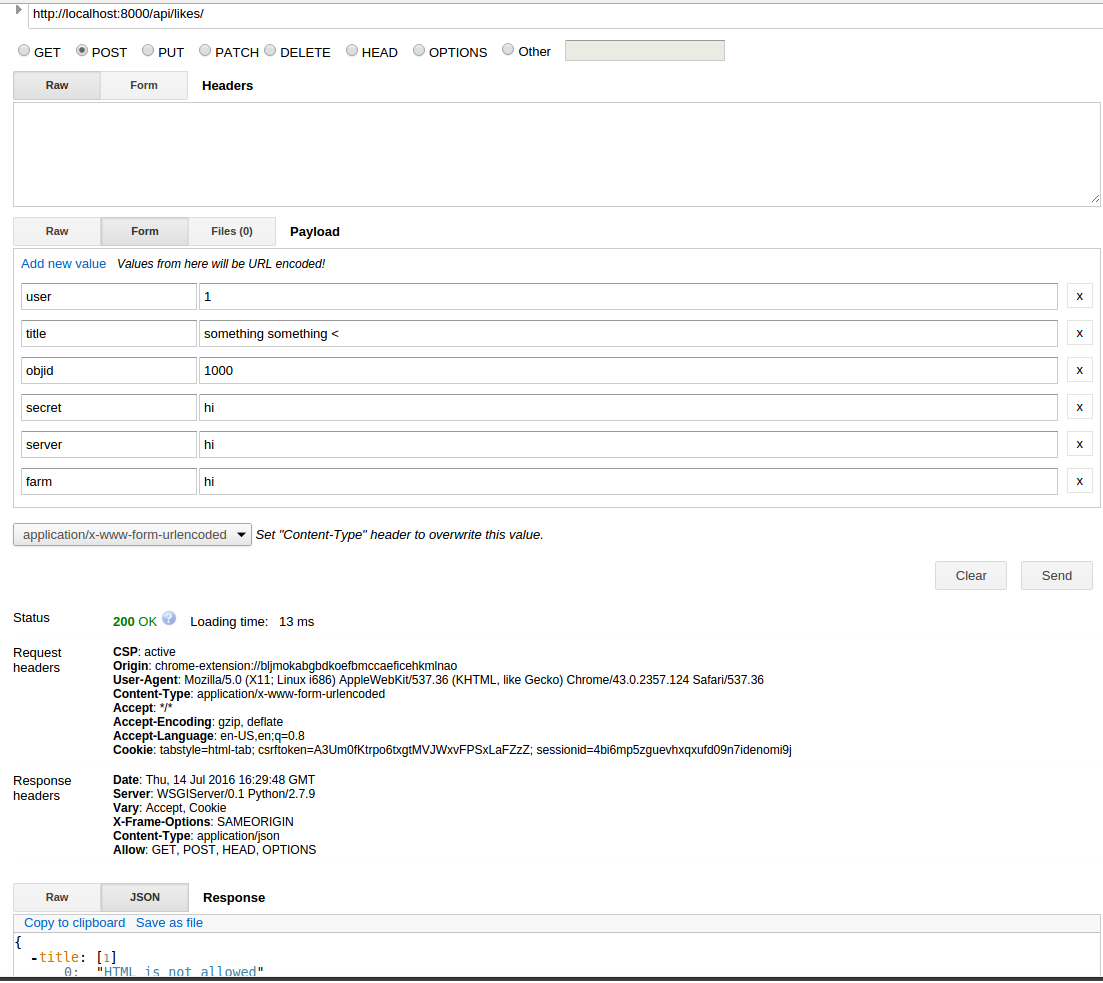 http://localhost:8000/api/likes/
GET POST PUT PATCH DELETE HEAD OPTIONS Other
Raw Form Headers
Raw Form Files (0) Payload
Add new value Values from here will be URL encoded!
user 1 x
title something something < x
objid 1000 x
secret hi x
server hi x
farm hi x
application/x-www-form-urlencoded Set "Content-Type" header to overwrite this value.
Clear Send
Status 200 OK ? Loading time: 13 ms
Request headers
CSP: active
Origin: chrome-extension://bljmokabgbdkoefbmccaeficehkmlnao
User-Agent: Mozilla/5.0 (X11; Linux i686) AppleWebKit/537.36 (KHTML, like Gecko) Chrome/43.0.2357.124 Safari/537.36
Content-Type: application/x-www-form-urlencoded
Accept: */*
Accept-Encoding: gzip, deflate
Accept-Language: en-US,en;q=0.8
Cookie: tabstyle=html-tab; csrftoken=A3Um0fKtrpo6txgtMVJWxvFPSxLaFZzZ; sessionid=4bi6mp5zguevhxqxufd09n7idenomi9j
Response headers
Date: Thu, 14 Jul 2016 16:29:48 GMT
Server: WSGIServer/0.1 Python/2.7.9
Vary: Accept, Cookie
X-Frame-Options: SAMEORIGIN
Content-Type: application/json
Allow: GET, POST, HEAD, OPTIONS
Raw JSON Response
Copy to clipboard Save as file
{
-title: [1]
0: "HTML is not allowed"